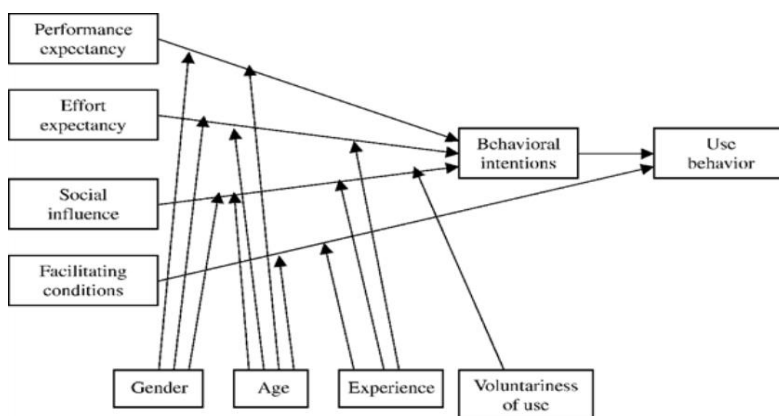 Performance
expectancy
Effort
expectancy
Social
influence
Facilitating
conditions
Behavioral
intentions
Use
behavior
Gender
Age
Experience
Voluntariness
of use